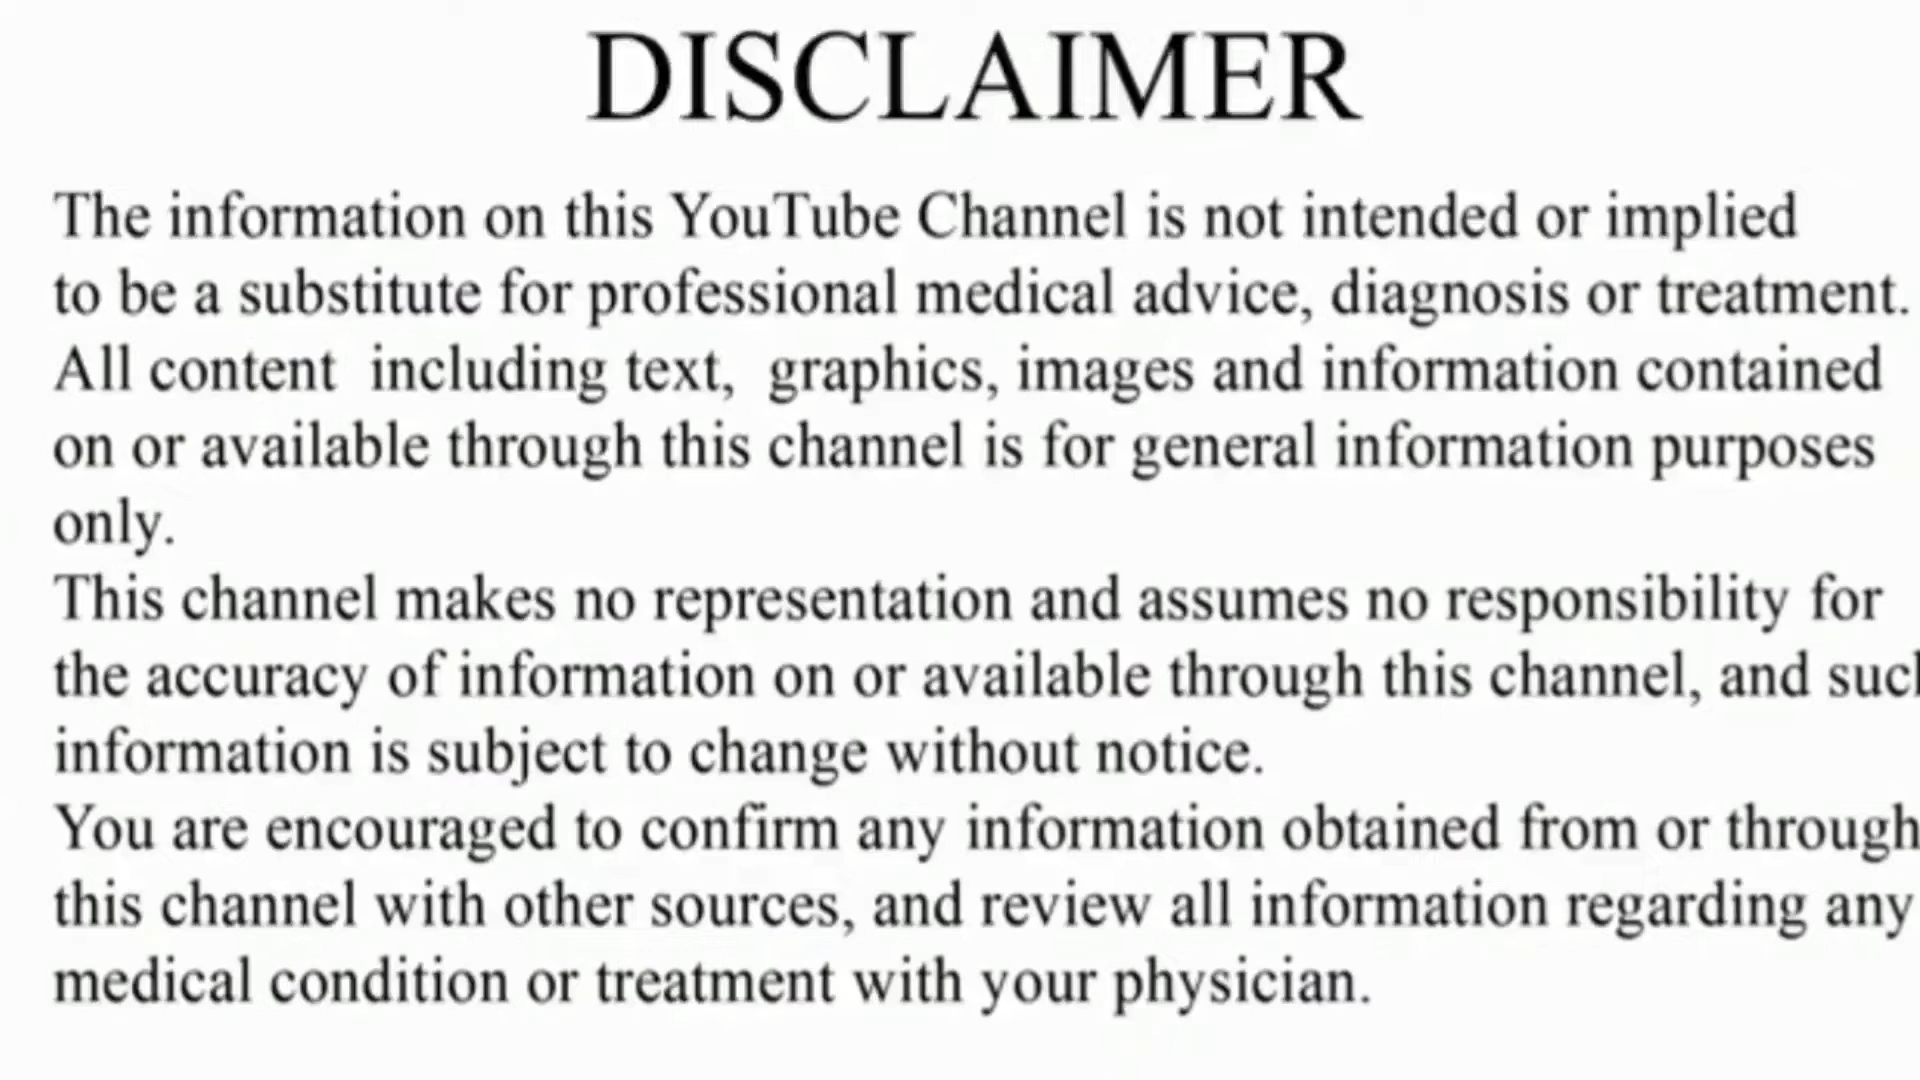 DISCLAIMER
The information on this YouTube Channel is not intended or implied
to be a substitute for professional medical advice, diagnosis or treatment.
All content including text, graphics, images and information contained
on or available through this channel is for general information purposes
only.
This channel makes no representation and assumes no responsibility for
the accuracy of information on or available through this channel, and such
information is subject to change without notice.
You are encouraged to confirm any information obtained from or through
this channel with other sources, and review all information regarding any
medical condition or treatment with your physician.